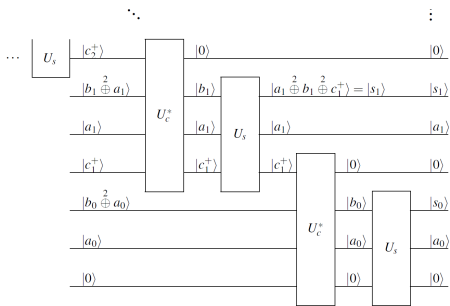 ⋱ ⋮
⋯ U_s |c_2^+⟩ |0⟩ |0⟩
|b_1 ⊕^2 a_1⟩ |b_1⟩ |a_1 ⊕^2 b_1 ⊕^2 c_1^+⟩ = |s_1⟩ |s_1⟩
U_c^*
|a_1⟩ |a_1⟩ U_s |a_1⟩ |a_1⟩
|c_1^+⟩ |c_1^+⟩ |c_1^+⟩ |0⟩ |0⟩
|b_0 ⊕^2 a_0⟩ |b_0⟩ |s_0⟩
U_c^*
|a_0⟩ |a_0⟩ U_s |a_0⟩
|0⟩ |0⟩ |0⟩